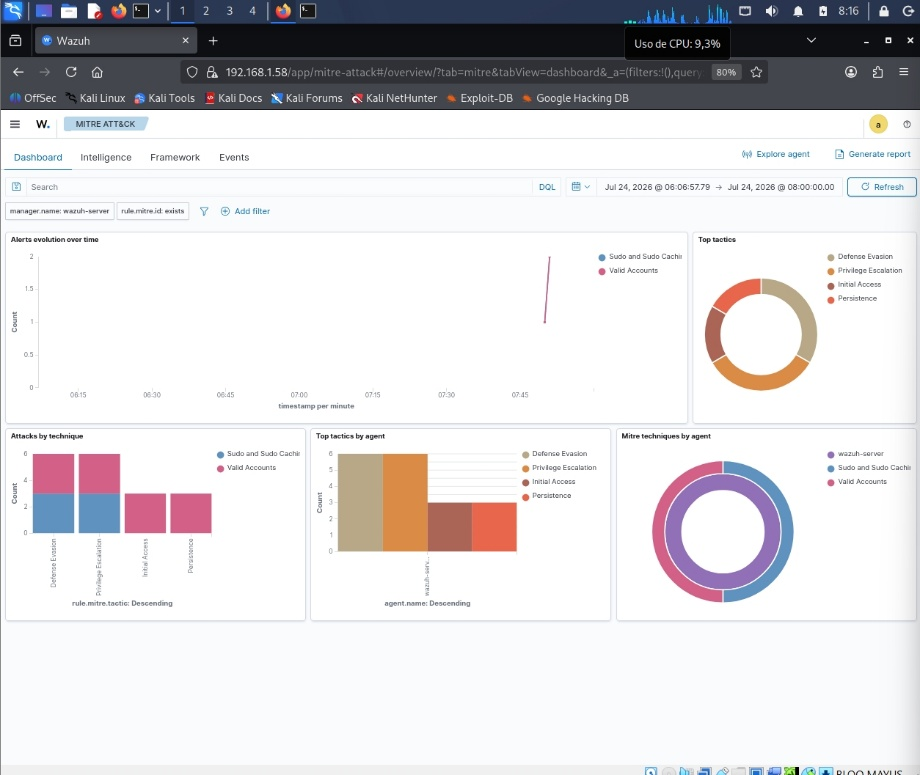 1 2 3 4 8:16
Wazuh
Uso de CPU: 9,3%
192.168.1.58/app/mitre-attack#/overview/?tab=mitre&tabView=dashboard&_a=(filters:!(),query 80%
OffSec Kali Linux Kali Tools Kali Docs Kali Forums Kali NetHunter Exploit-DB Google Hacking DB
W. MITRE ATT&CK a
Dashboard Intelligence Framework Events Explore agent Generate report
Search DQL Jul 24, 2026 @ 06:06:57.79 → Jul 24, 2026 @ 08:00:00.00 Refresh
manager.name: wazuh-server rule.mitre.id: exists Add filter
Alerts evolution over time
2
1.5
1
0.5
0
Count
06:15 06:30 06:45 07:00 07:15 07:30 07:45
timestamp per minute
Sudo and Sudo Cachin
Valid Accounts
Top tactics
Defense Evasion
Privilege Escalation
Initial Access
Persistence
Attacks by technique
6
4
2
0
Count
Defense Evasion
Privilege Escalation
Initial Access
Persistence
rule.mitre.tactic: Descending
Sudo and Sudo Cachin
Valid Accounts
Top tactics by agent
6
5
4
3
2
1
0
Count
wazuh-serv...
agent.name: Descending
Defense Evasion
Privilege Escalation
Initial Access
Persistence
Mitre techniques by agent
wazuh-server
Sudo and Sudo Cachin
Valid Accounts
BLOQ MAYUS